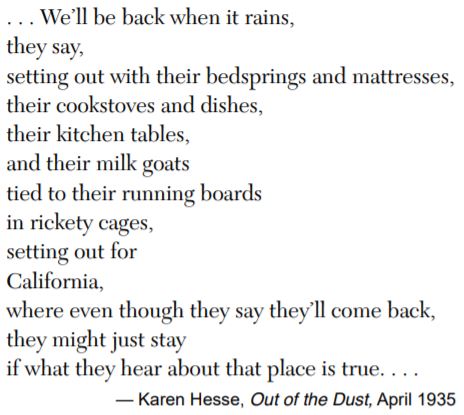 . . . We’ll be back when it rains,
they say,
setting out with their bedsprings and mattresses,
their cookstoves and dishes,
their kitchen tables,
and their milk goats
tied to their running boards
in rickety cages,
setting out for
California,
where even though they say they’ll come back,
they might just stay
if what they hear about that place is true. . . .
— Karen Hesse, Out of the Dust, April 1935